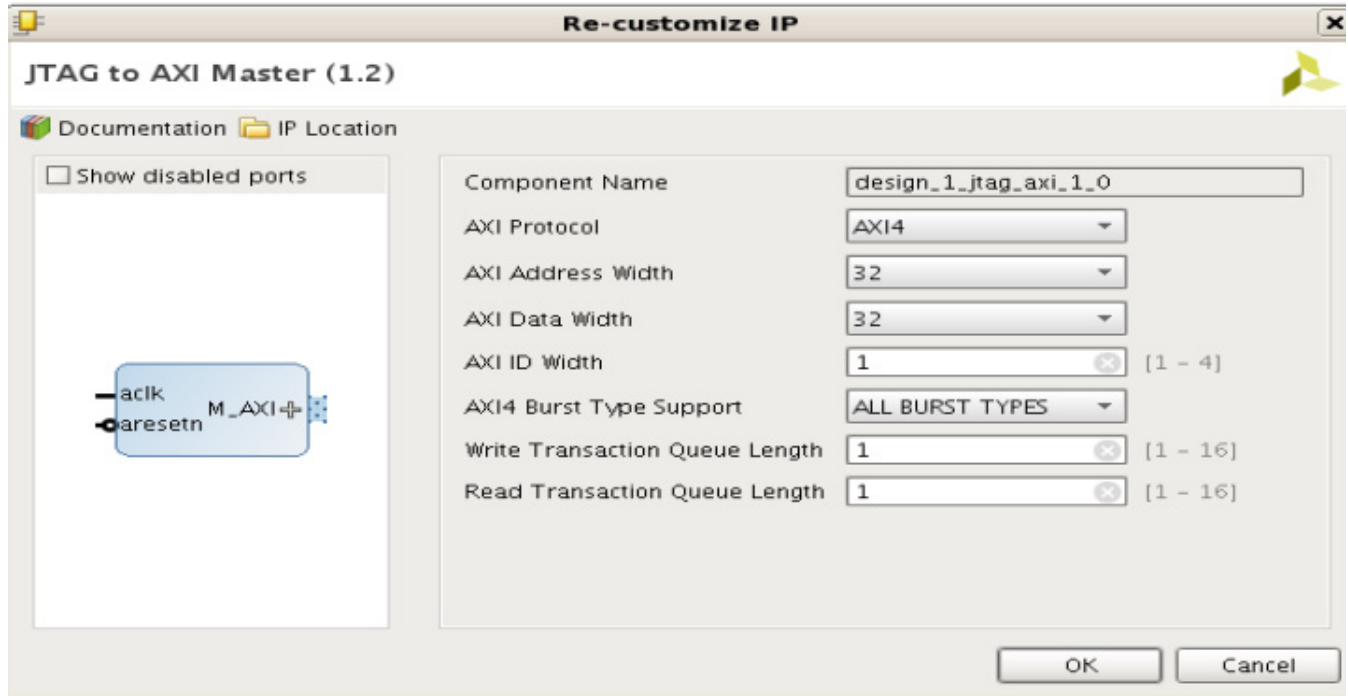 Re-customize IP
JTAG to AXI Master (1.2)
Documentation IP Location
Show disabled ports
aclk
aresetn
M_AXI
Component Name design_1_jtag_axi_1_0
AXI Protocol AXI4
AXI Address Width 32
AXI Data Width 32
AXI ID Width 1 [1 - 4]
AXI4 Burst Type Support ALL BURST TYPES
Write Transaction Queue Length 1 [1 - 16]
Read Transaction Queue Length 1 [1 - 16]
OK Cancel